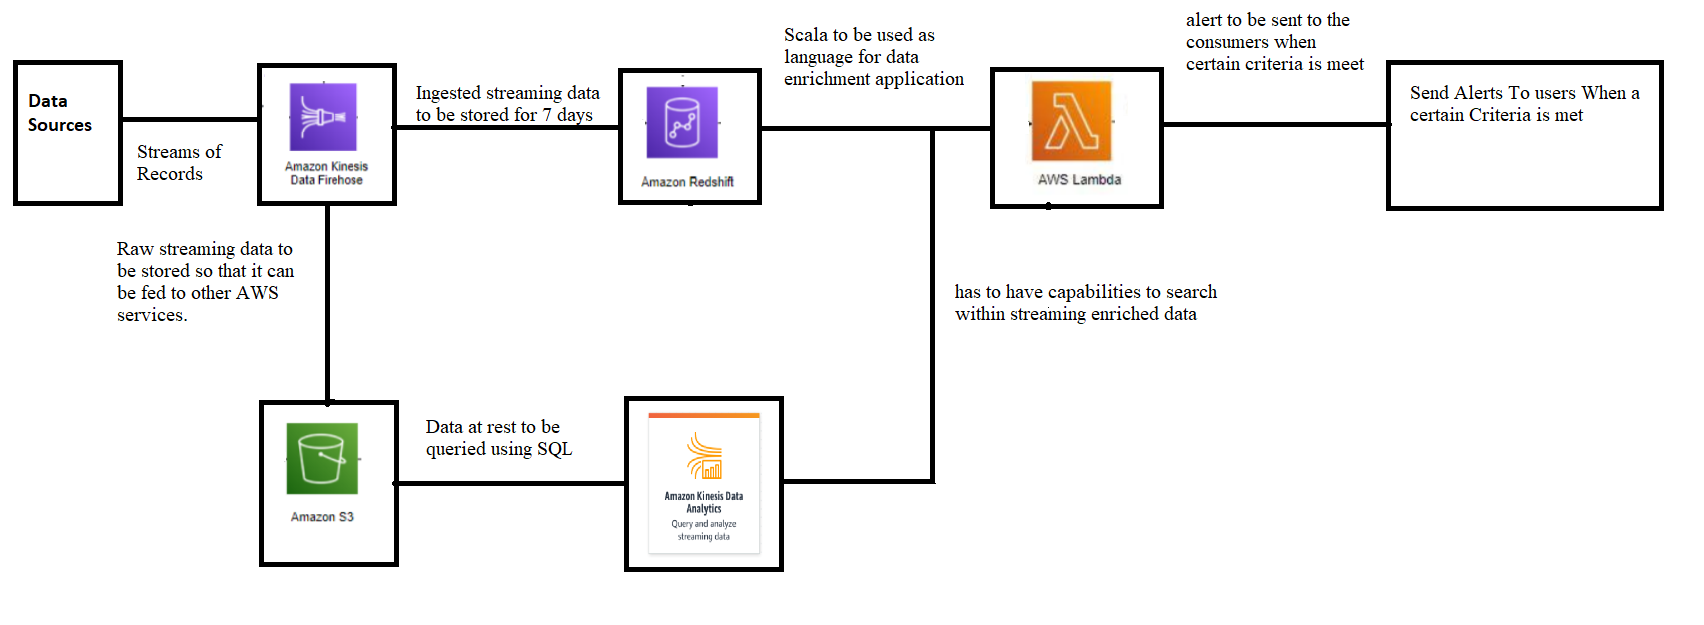 Data
Sources
Streams of
Records
Amazon Kinesis
Data Firehose
Ingested streaming data
to be stored for 7 days
Amazon Redshift
Scala to be used as
language for data
enrichment application
AWS Lambda
alert to be sent to the
consumers when
certain criteria is meet
Send Alerts To users When a
certain Criteria is met
Raw streaming data to
be stored so that it can
be fed to other AWS
services.
has to have capabilities to search
within streaming enriched data
Amazon S3
Data at rest to be
queried using SQL
Amazon Kinesis Data
Analytics
Query and analyze
streaming data